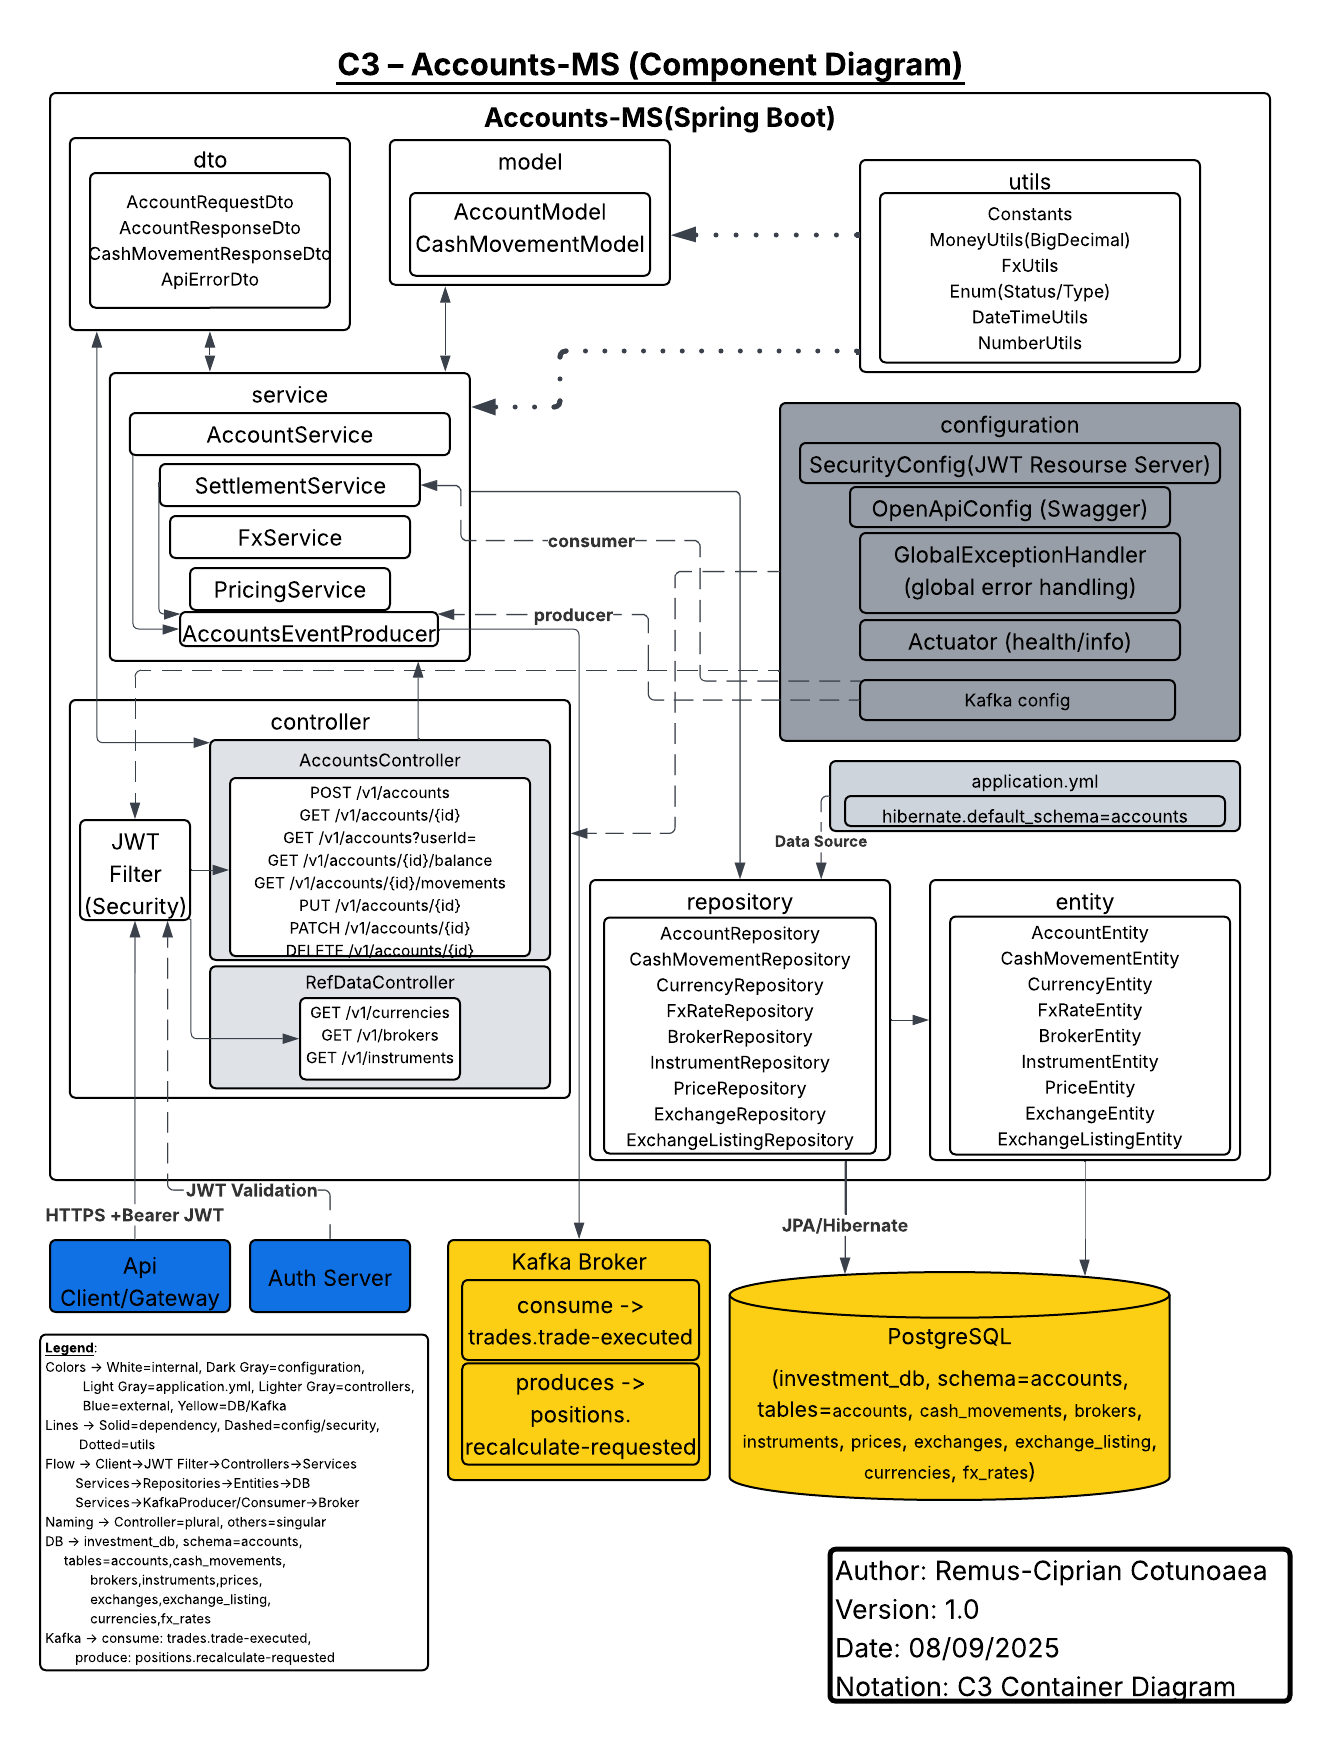 C3 – Accounts-MS (Component Diagram)
Accounts-MS(Spring Boot)
dto
AccountRequestDto
AccountResponseDto
CashMovementResponseDto
ApiErrorDto
model
AccountModel
CashMovementModel
utils
Constants
MoneyUtils(BigDecimal)
FxUtils
Enum(Status/Type)
DateTimeUtils
NumberUtils
service
AccountService
SettlementService
FxService
PricingService
AccountsEventProducer
consumer
producer
configuration
SecurityConfig(JWT Resourse Server)
OpenApiConfig (Swagger)
GlobalExceptionHandler
(global error handling)
Actuator (health/info)
Kafka config
application.yml
hibernate.default_schema=accounts
Data Source
controller
AccountsController
POST /v1/accounts
GET /v1/accounts/{id}
GET /v1/accounts?userId=
GET /v1/accounts/{id}/balance
GET /v1/accounts/{id}/movements
PUT /v1/accounts/{id}
PATCH /v1/accounts/{id}
DELETE /v1/accounts/{id}
JWT
Filter
(Security)
RefDataController
GET /v1/currencies
GET /v1/brokers
GET /v1/instruments
repository
AccountRepository
CashMovementRepository
CurrencyRepository
FxRateRepository
BrokerRepository
InstrumentRepository
PriceRepository
ExchangeRepository
ExchangeListingRepository
entity
AccountEntity
CashMovementEntity
CurrencyEntity
FxRateEntity
BrokerEntity
InstrumentEntity
PriceEntity
ExchangeEntity
ExchangeListingEntity
JWT Validation
HTTPS +Bearer JWT
JPA/Hibernate
Api
Client/Gateway
Auth Server
Kafka Broker
consume ->
trades.trade-executed
produces ->
positions.
recalculate-requested
PostgreSQL
(investment_db, schema=accounts,
tables=accounts, cash_movements, brokers,
instruments, prices, exchanges, exchange_listing,
currencies, fx_rates)
Legend:
Colors → White=internal, Dark Gray=configuration,
Light Gray=application.yml, Lighter Gray=controllers,
Blue=external, Yellow=DB/Kafka
Lines → Solid=dependency, Dashed=config/security,
Dotted=utils
Flow → Client→JWT Filter→Controllers→Services
Services→Repositories→Entities→DB
Services→KafkaProducer/Consumer→Broker
Naming → Controller=plural, others=singular
DB → investment_db, schema=accounts,
tables=accounts,cash_movements,
brokers,instruments,prices,
exchanges,exchange_listing,
currencies,fx_rates
Kafka → consume: trades.trade-executed,
produce: positions.recalculate-requested
Author: Remus-Ciprian Cotunoaea
Version: 1.0
Date: 08/09/2025
Notation: C3 Container Diagram